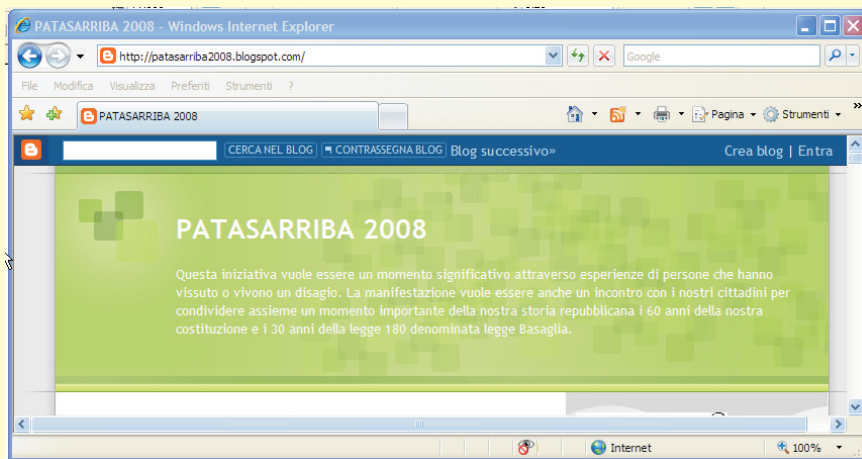 PATASARRIBA 2008 - Windows Internet Explorer
http://patasarriba2008.blogspot.com/
Google
File Modifica Visualizza Preferiti Strumenti ?
PATASARRIBA 2008
Pagina Strumenti »
CERCA NEL BLOG CONTRASSEGNA BLOG Blog successivo» Crea blog | Entra
PATASARRIBA 2008
Questa iniziativa vuole essere un momento significativo attraverso esperienze di persone che hanno
vissuto o vivono un disagio. La manifestazione vuole essere anche un incontro con i nostri cittadini per
condividere assieme un momento importante della nostra storia repubblicana i 60 anni della nostra
costituzione e i 30 anni della legge 180 denominata legge Basaglia.
Internet 100%